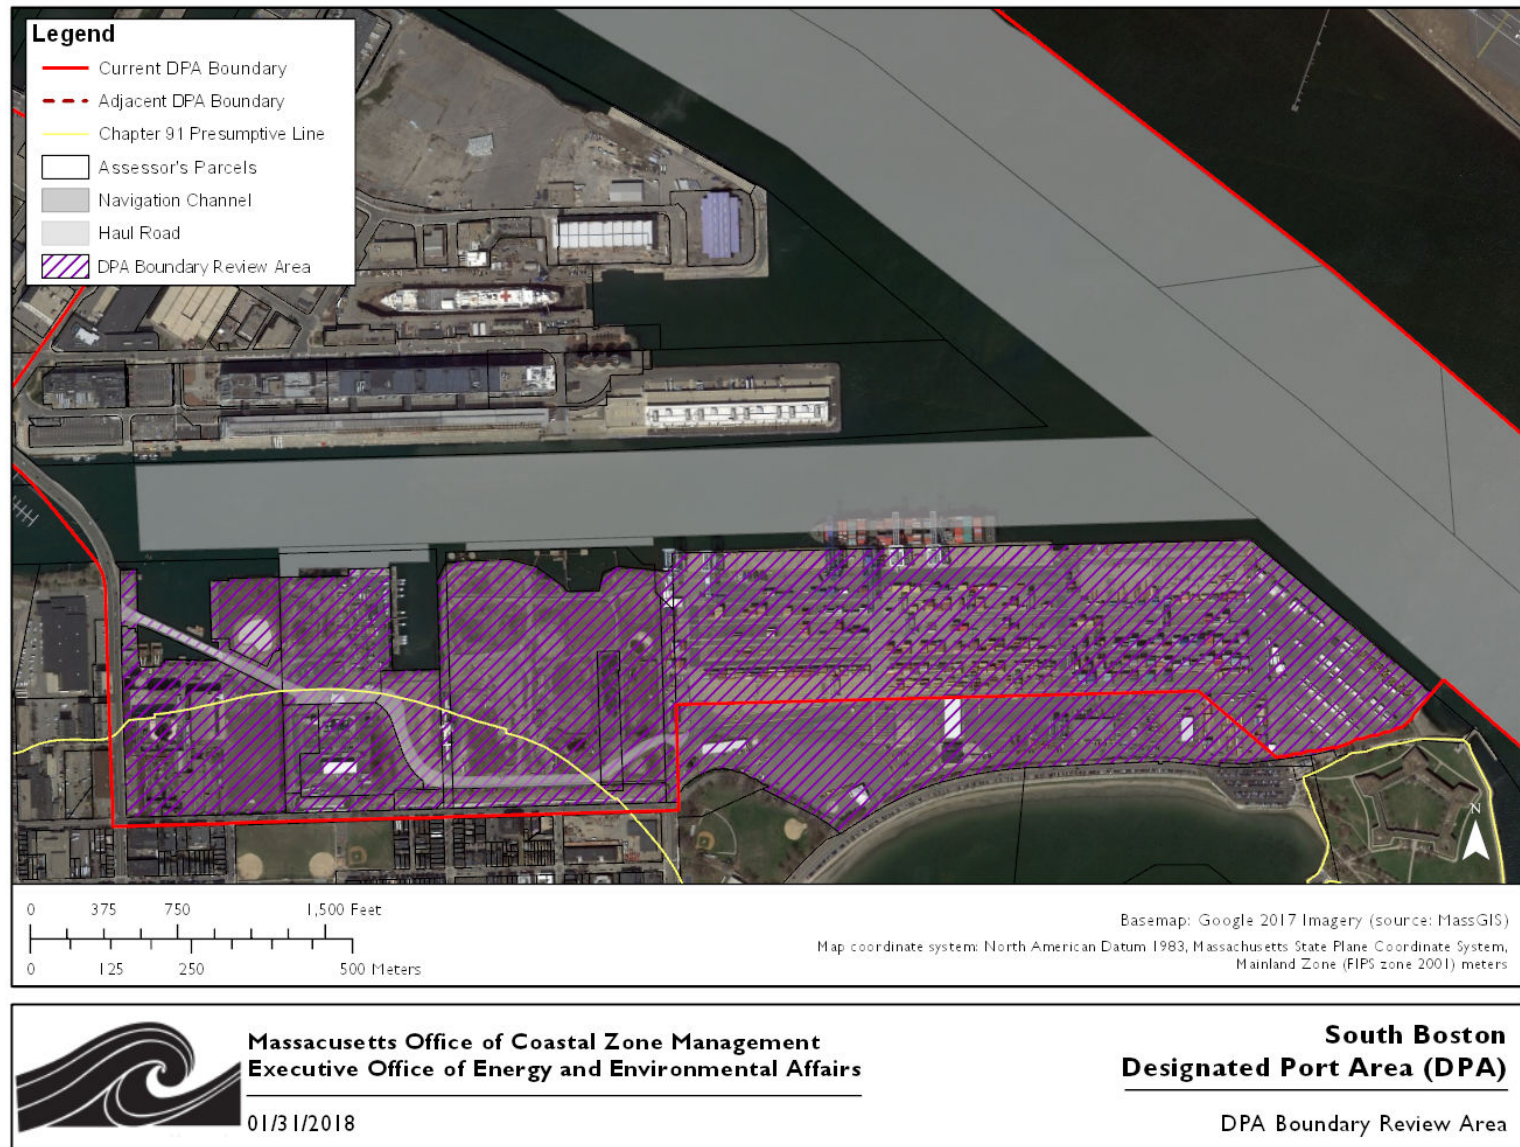 Legend
Current DPA Boundary
Adjacent DPA Boundary
Chapter 91 Presumptive Line
Assessor's Parcels
Navigation Channel
Haul Road
DPA Boundary Review Area
N
0 375 750 1,500 Feet
0 125 250 500 Meters
Basemap: Google 2017 Imagery (source: MassGIS)
Map coordinate system: North American Datum 1983, Massachusetts State Plane Coordinate System,
Mainland Zone (FIPS zone 2001) meters
Massacusetts Office of Coastal Zone Management
Executive Office of Energy and Environmental Affairs
01/31/2018
South Boston
Designated Port Area (DPA)
DPA Boundary Review Area